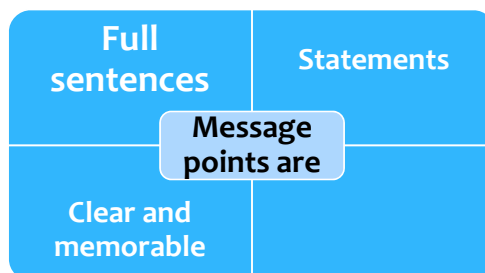 Full
sentences
Statements
Message
points are
Clear and
memorable